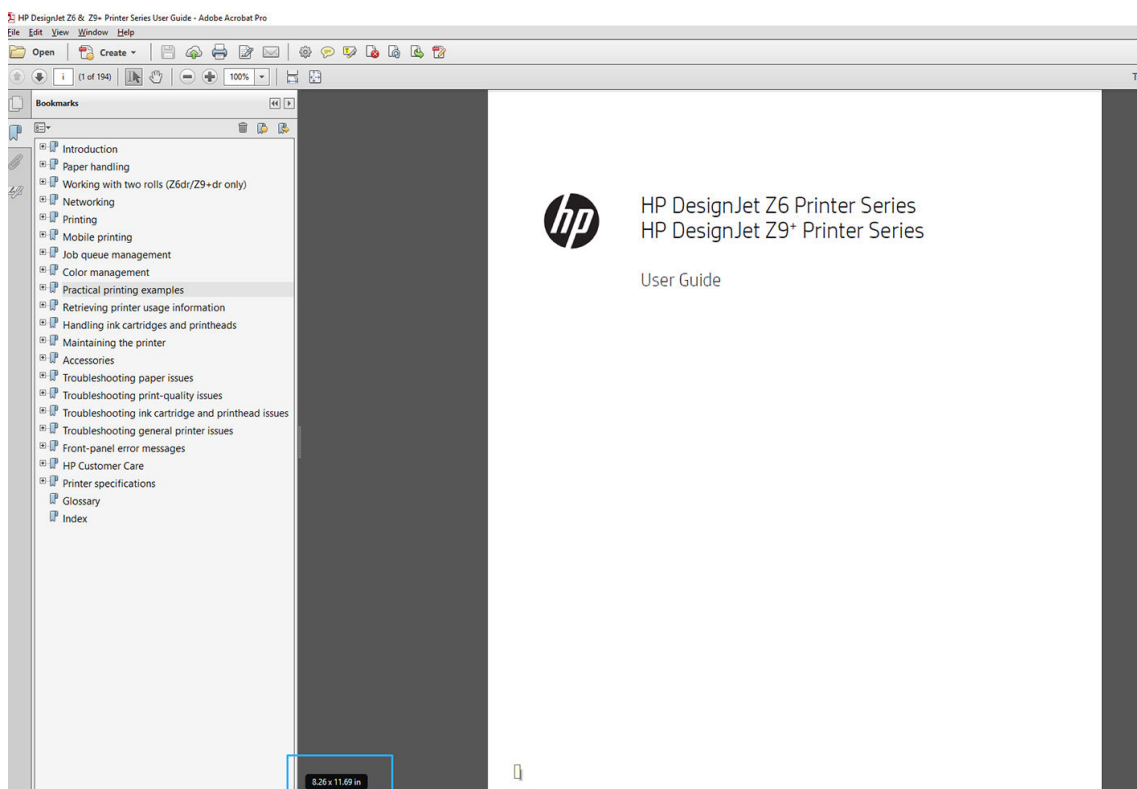 HP DesignJet Z6 & Z9+ Printer Series User Guide - Adobe Acrobat Pro
File Edit View Window Help
Open Create
i (1 of 194) 100% T
Bookmarks
Introduction
Paper handling
Working with two rolls (Z6dr/Z9+dr only)
Networking
Printing
Mobile printing
Job queue management
Color management
Practical printing examples
Retrieving printer usage information
Handling ink cartridges and printheads
Maintaining the printer
Accessories
Troubleshooting paper issues
Troubleshooting print-quality issues
Troubleshooting ink cartridge and printhead issues
Troubleshooting general printer issues
Front-panel error messages
HP Customer Care
Printer specifications
Glossary
Index
hp
HP DesignJet Z6 Printer Series
HP DesignJet Z9+ Printer Series
User Guide
8.26 x 11.69 in